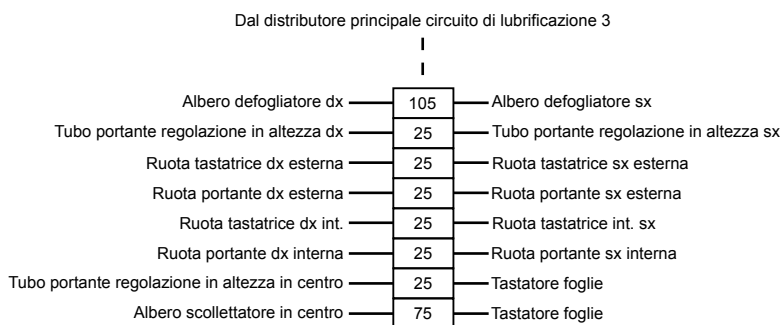 Dal distributore principale circuito di lubrificazione 3
Albero defogliatore dx 105 Albero defogliatore sx
Tubo portante regolazione in altezza dx 25 Tubo portante regolazione in altezza sx
Ruota tastatrice dx esterna 25 Ruota tastatrice sx esterna
Ruota portante dx esterna 25 Ruota portante sx esterna
Ruota tastatrice dx int. 25 Ruota tastatrice int. sx
Ruota portante dx interna 25 Ruota portante sx interna
Tubo portante regolazione in altezza in centro 25 Tastatore foglie
Albero scollettatore in centro 75 Tastatore foglie